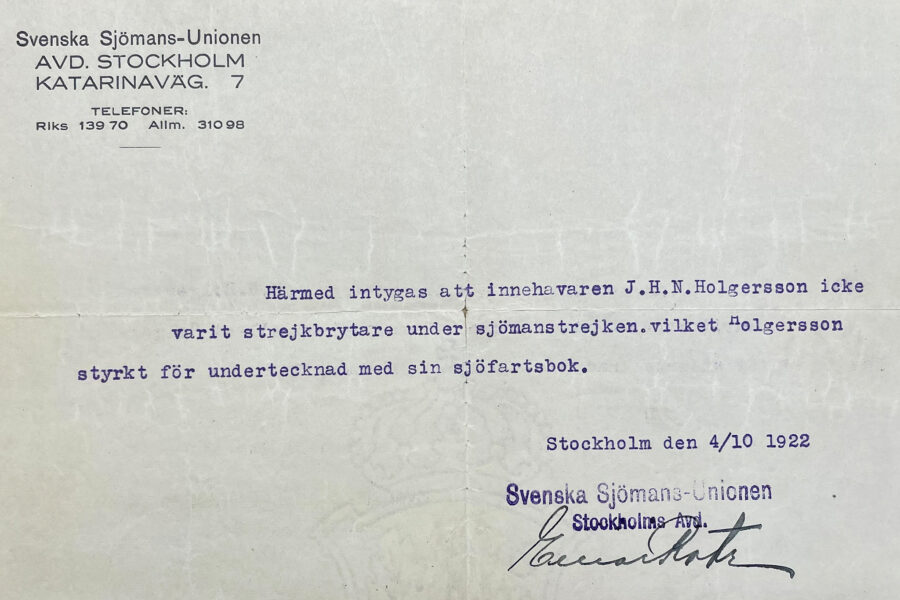 Svenska Sjömans-Unionen
AVD. STOCKHOLM
KATARINAVÄG. 7
TELEFONER:
Riks 139 70 Allm. 310 98
Härmed intygas att innehavaren J.H.N.Holgersson icke
varit strejkbrytare under sjömanstrejken.vilket Holgersson
styrkt för undertecknad med sin sjöfartsbok.
Stockholm den 4/10 1922
Svenska Sjömans-Unionen
Stockholms Avd.